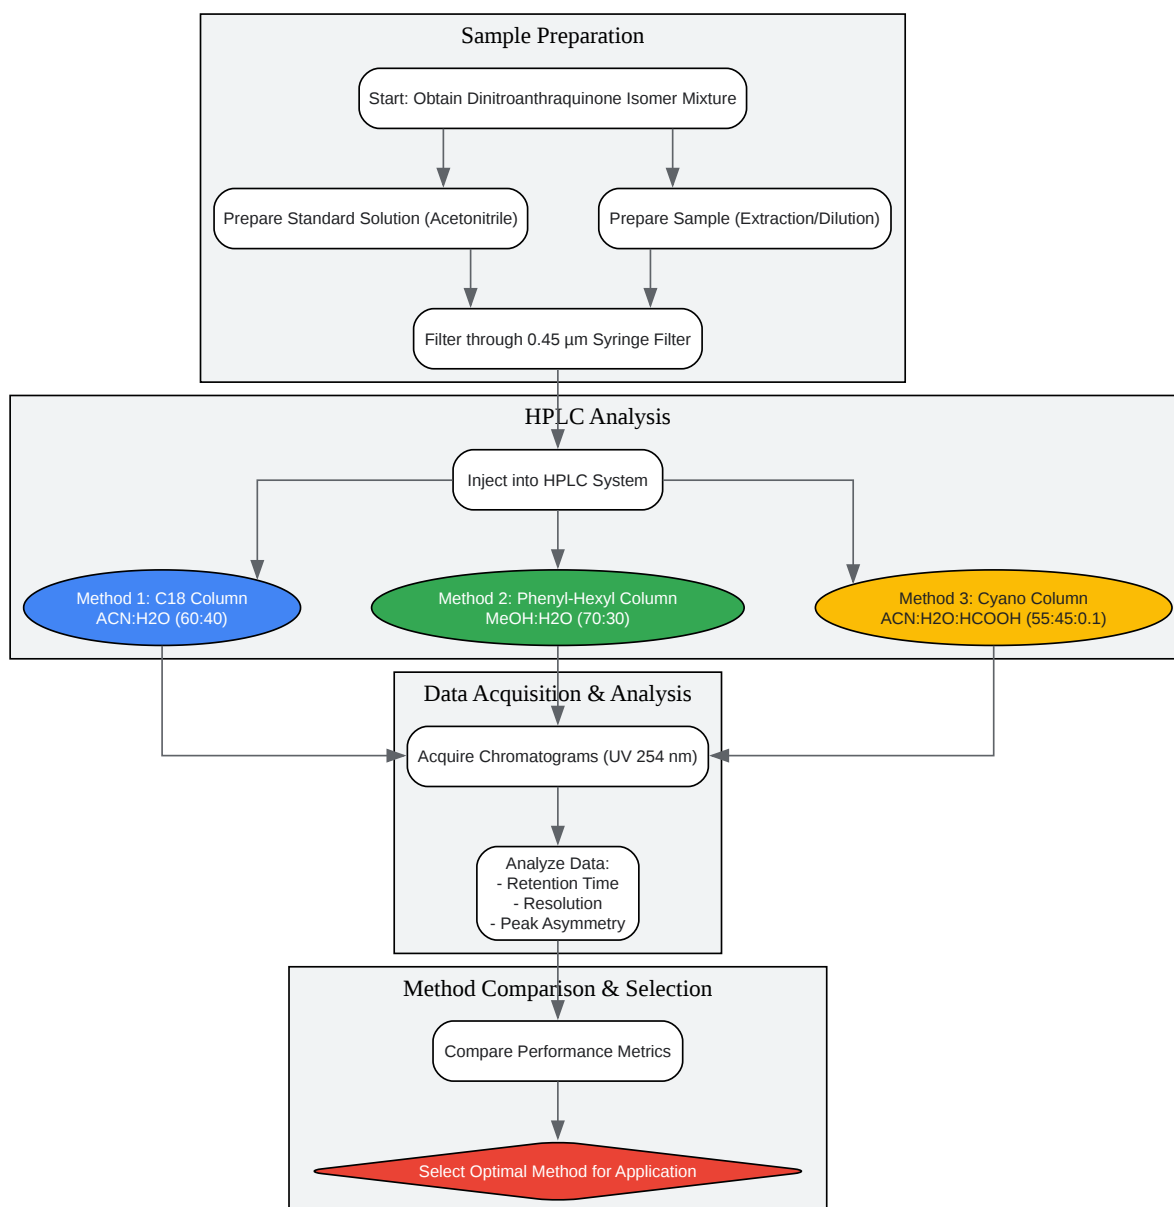 Sample Preparation
Start: Obtain Dinitroanthraquinone Isomer Mixture
Prepare Standard Solution (Acetonitrile)
Prepare Sample (Extraction/Dilution)
Filter through 0.45 µm Syringe Filter
HPLC Analysis
Inject into HPLC System
Method 1: C18 Column
ACN:H2O (60:40)
Method 2: Phenyl-Hexyl Column
MeOH:H2O (70:30)
Method 3: Cyano Column
ACN:H2O:HCOOH (55:45:0.1)
Data Acquisition & Analysis
Acquire Chromatograms (UV 254 nm)
Analyze Data:
- Retention Time
- Resolution
- Peak Asymmetry
Method Comparison & Selection
Compare Performance Metrics
Select Optimal Method for Application